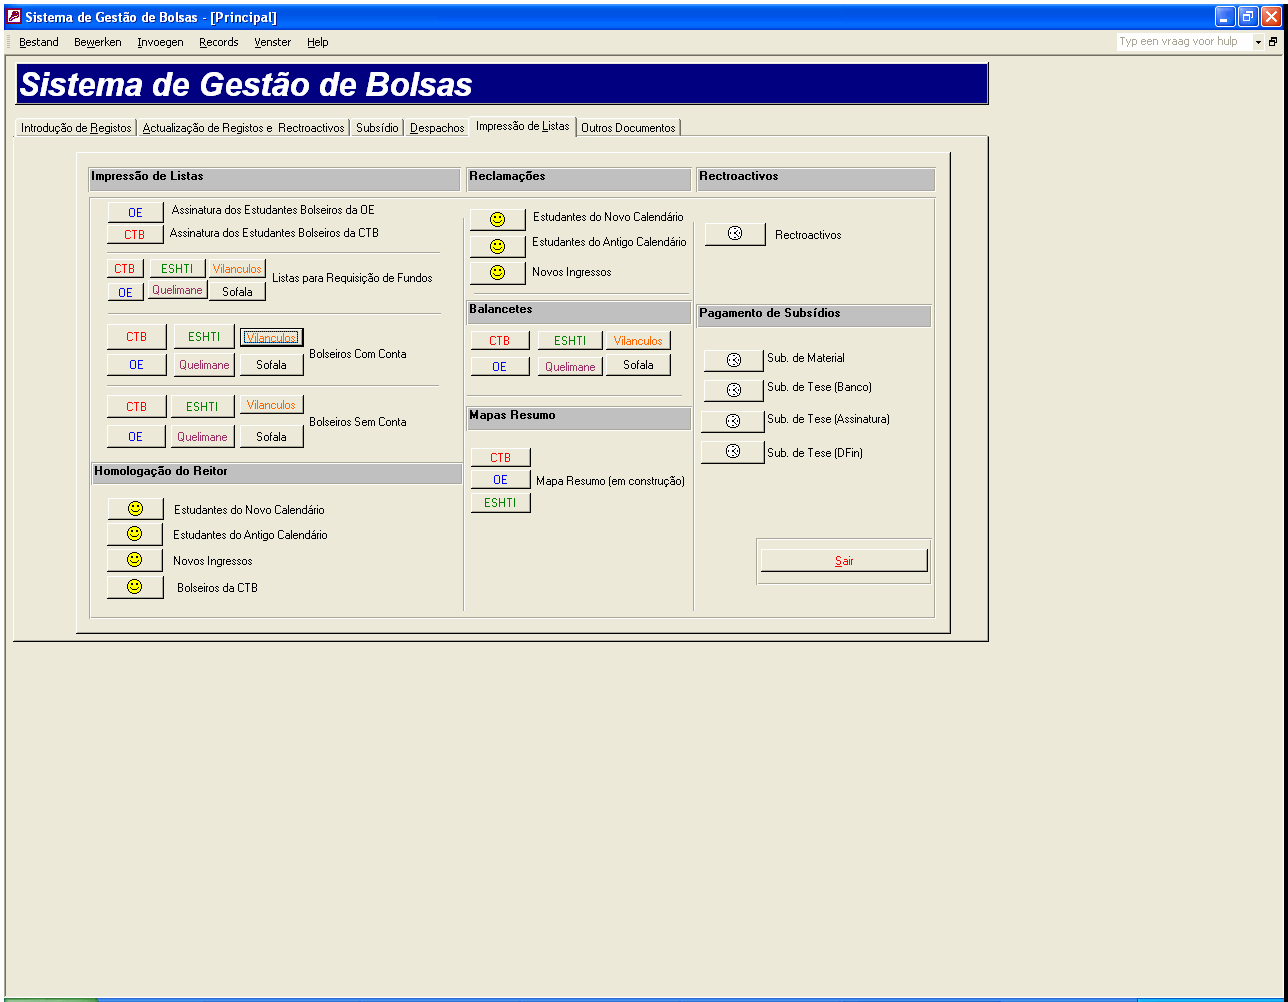 Sistema de Gestão de Bolsas - [Principal]
Bestand Bewerken Invoegen Records Venster Help Typ een vraag voor hulp
Sistema de Gestão de Bolsas
Introdução de Registos Actualização de Registos e Rectroactivos Subsídio Despachos Impressão de Listas Outros Documentos
Impressão de Listas
OE Assinatura dos Estudantes Bolseiros da OE
CTB Assinatura dos Estudantes Bolseiros da CTB
CTB ESHTI Vilanculos
Listas para Requisição de Fundos
OE Quelimane Sofala
CTB ESHTI Vilanculos
Bolseiros Com Conta
OE Quelimane Sofala
CTB ESHTI Vilanculos
Bolseiros Sem Conta
OE Quelimane Sofala
Homologação do Reitor
Estudantes do Novo Calendário
Estudantes do Antigo Calendário
Novos Ingressos
Bolseiros da CTB
Reclamações
Estudantes do Novo Calendário
Estudantes do Antigo Calendário
Novos Ingressos
Balancetes
CTB ESHTI Vilanculos
OE Quelimane Sofala
Mapas Resumo
CTB
OE Mapa Resumo (em construção)
ESHTI
Rectroactivos
Rectroactivos
Pagamento de Subsídios
Sub. de Material
Sub. de Tese (Banco)
Sub. de Tese (Assinatura)
Sub. de Tese (DFin)
Sair